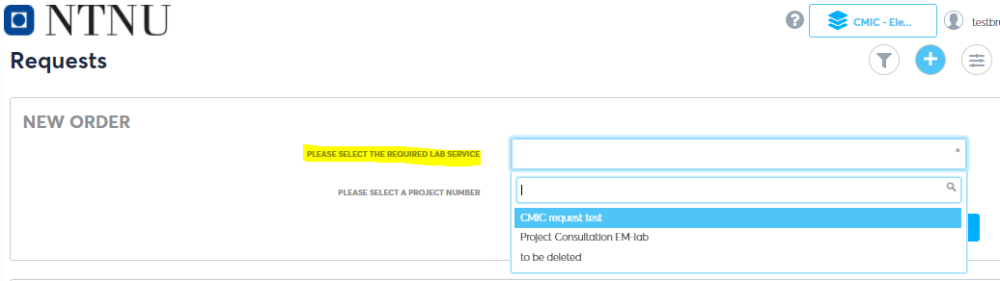 NTNU
CMIC - Ele...
testbr
Requests
NEW ORDER
PLEASE SELECT THE REQUIRED LAB SERVICE
PLEASE SELECT A PROJECT NUMBER
CMIC request test
Project Consultation EM-lab
to be deleted